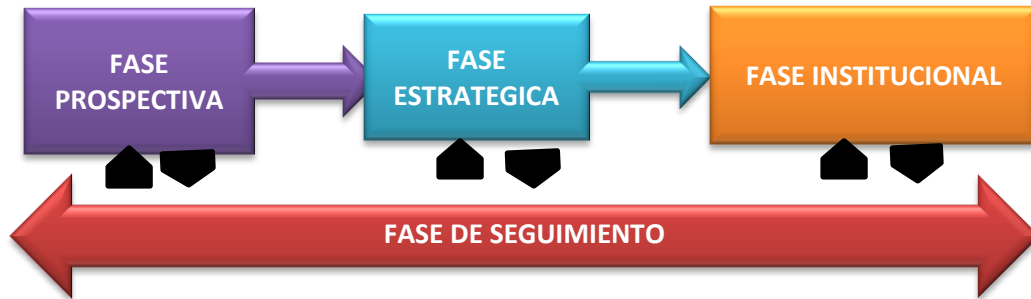 FASE
PROSPECTIVA
FASE
ESTRATEGICA
FASE INSTITUCIONAL
FASE DE SEGUIMIENTO